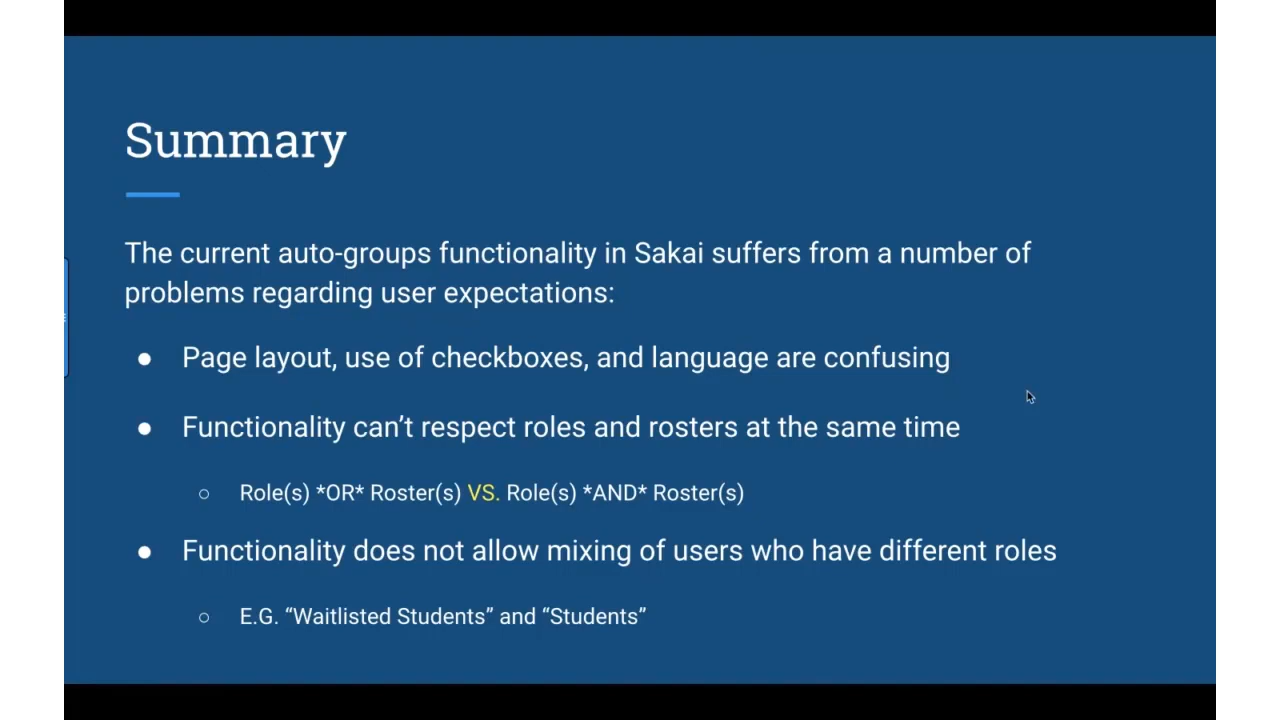 Summary
The current auto-groups functionality in Sakai suffers from a number of
problems regarding user expectations:
● Page layout, use of checkboxes, and language are confusing
● Functionality can’t respect roles and rosters at the same time
○ Role(s) *OR* Roster(s) VS. Role(s) *AND* Roster(s)
● Functionality does not allow mixing of users who have different roles
○ E.G. “Waitlisted Students” and “Students”